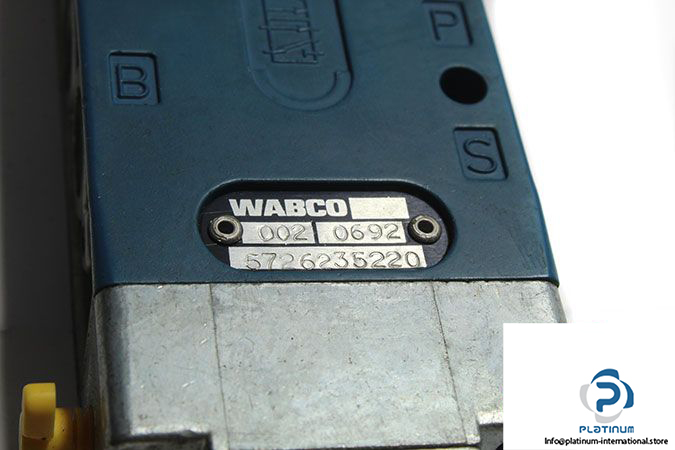 P
B
S
WABCO
002 0692
5726235220
PLATINUM
Info@platinum-international.store